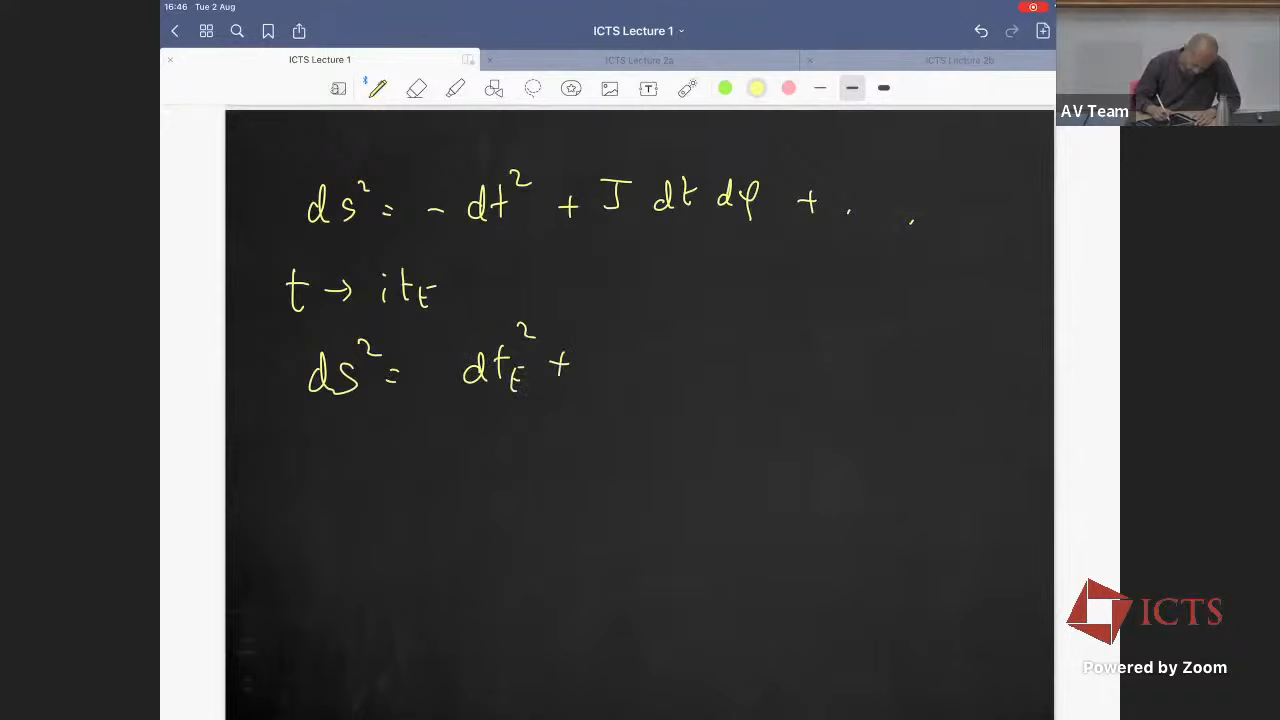 16:46 Tue 2 Aug
ICTS Lecture 1
ICTS Lecture 1 ICTS Lecture 2a ICTS Lecture 2b
T
AV Team
ds² = - dt² + J dt dφ + . .
t → i t_E
ds² = dt_E² +
ICTS
Powered by Zoom